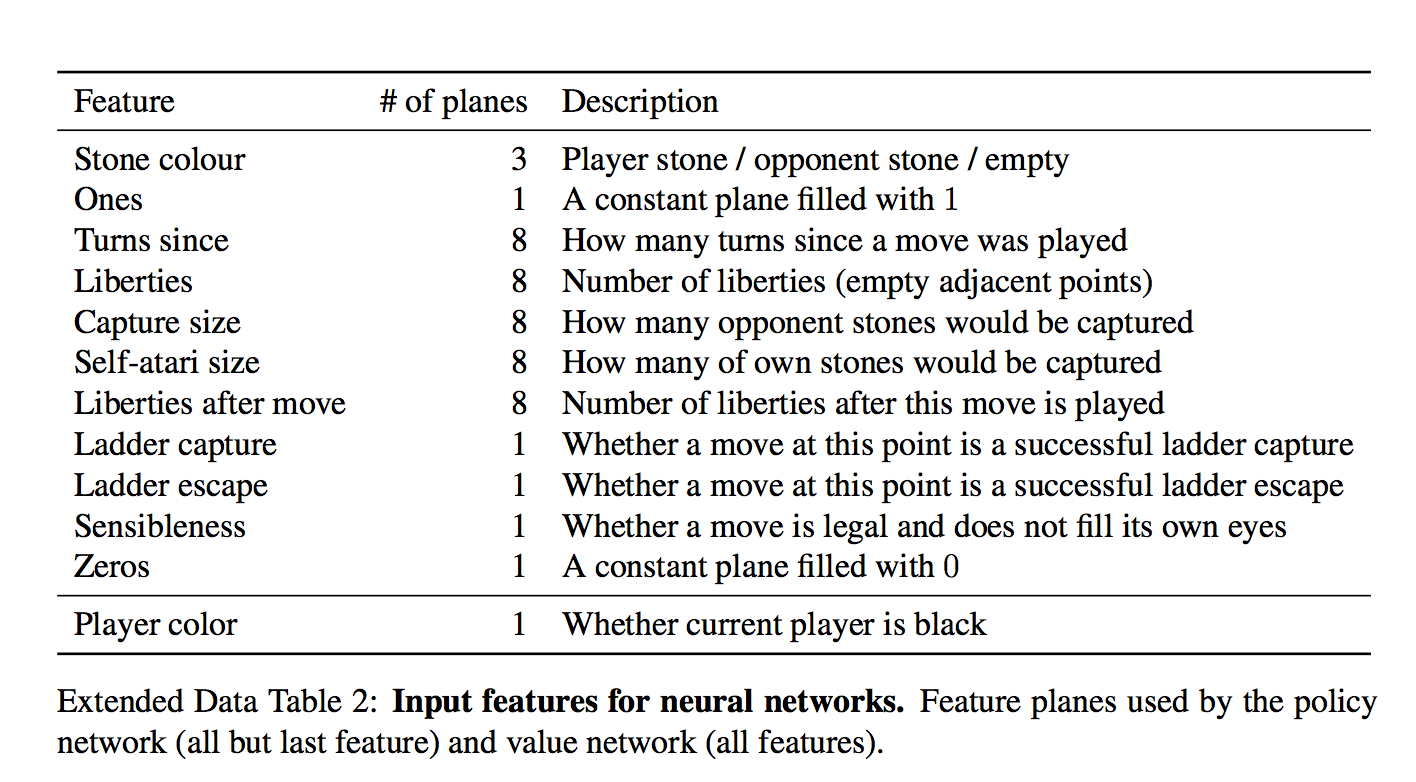 Feature # of planes Description
Stone colour 3 Player stone / opponent stone / empty
Ones 1 A constant plane filled with 1
Turns since 8 How many turns since a move was played
Liberties 8 Number of liberties (empty adjacent points)
Capture size 8 How many opponent stones would be captured
Self-atari size 8 How many of own stones would be captured
Liberties after move 8 Number of liberties after this move is played
Ladder capture 1 Whether a move at this point is a successful ladder capture
Ladder escape 1 Whether a move at this point is a successful ladder escape
Sensibleness 1 Whether a move is legal and does not fill its own eyes
Zeros 1 A constant plane filled with 0
Player color 1 Whether current player is black
Extended Data Table 2: Input features for neural networks. Feature planes used by the policy
network (all but last feature) and value network (all features).